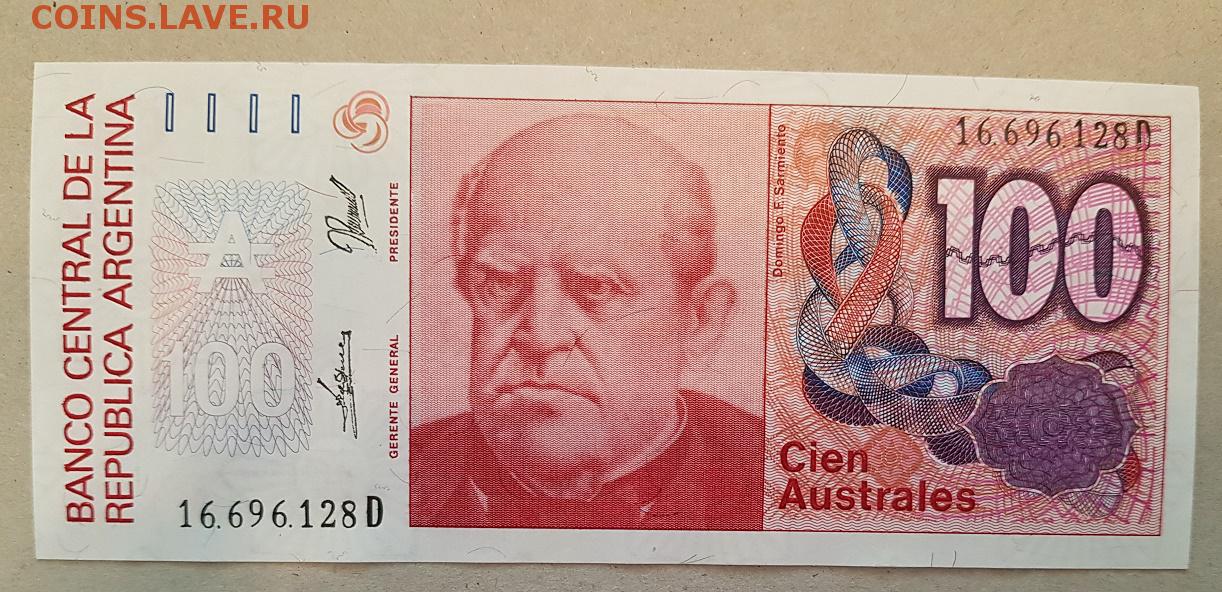 COINS.LAVE.RU
BANCO CENTRAL DE LA
REPUBLICA ARGENTINA
A
100
PRESIDENTE
GERENTE GENERAL
16.696.128D
Domingo F. Sarmiento
16.696.128D
100
Cien
Australes